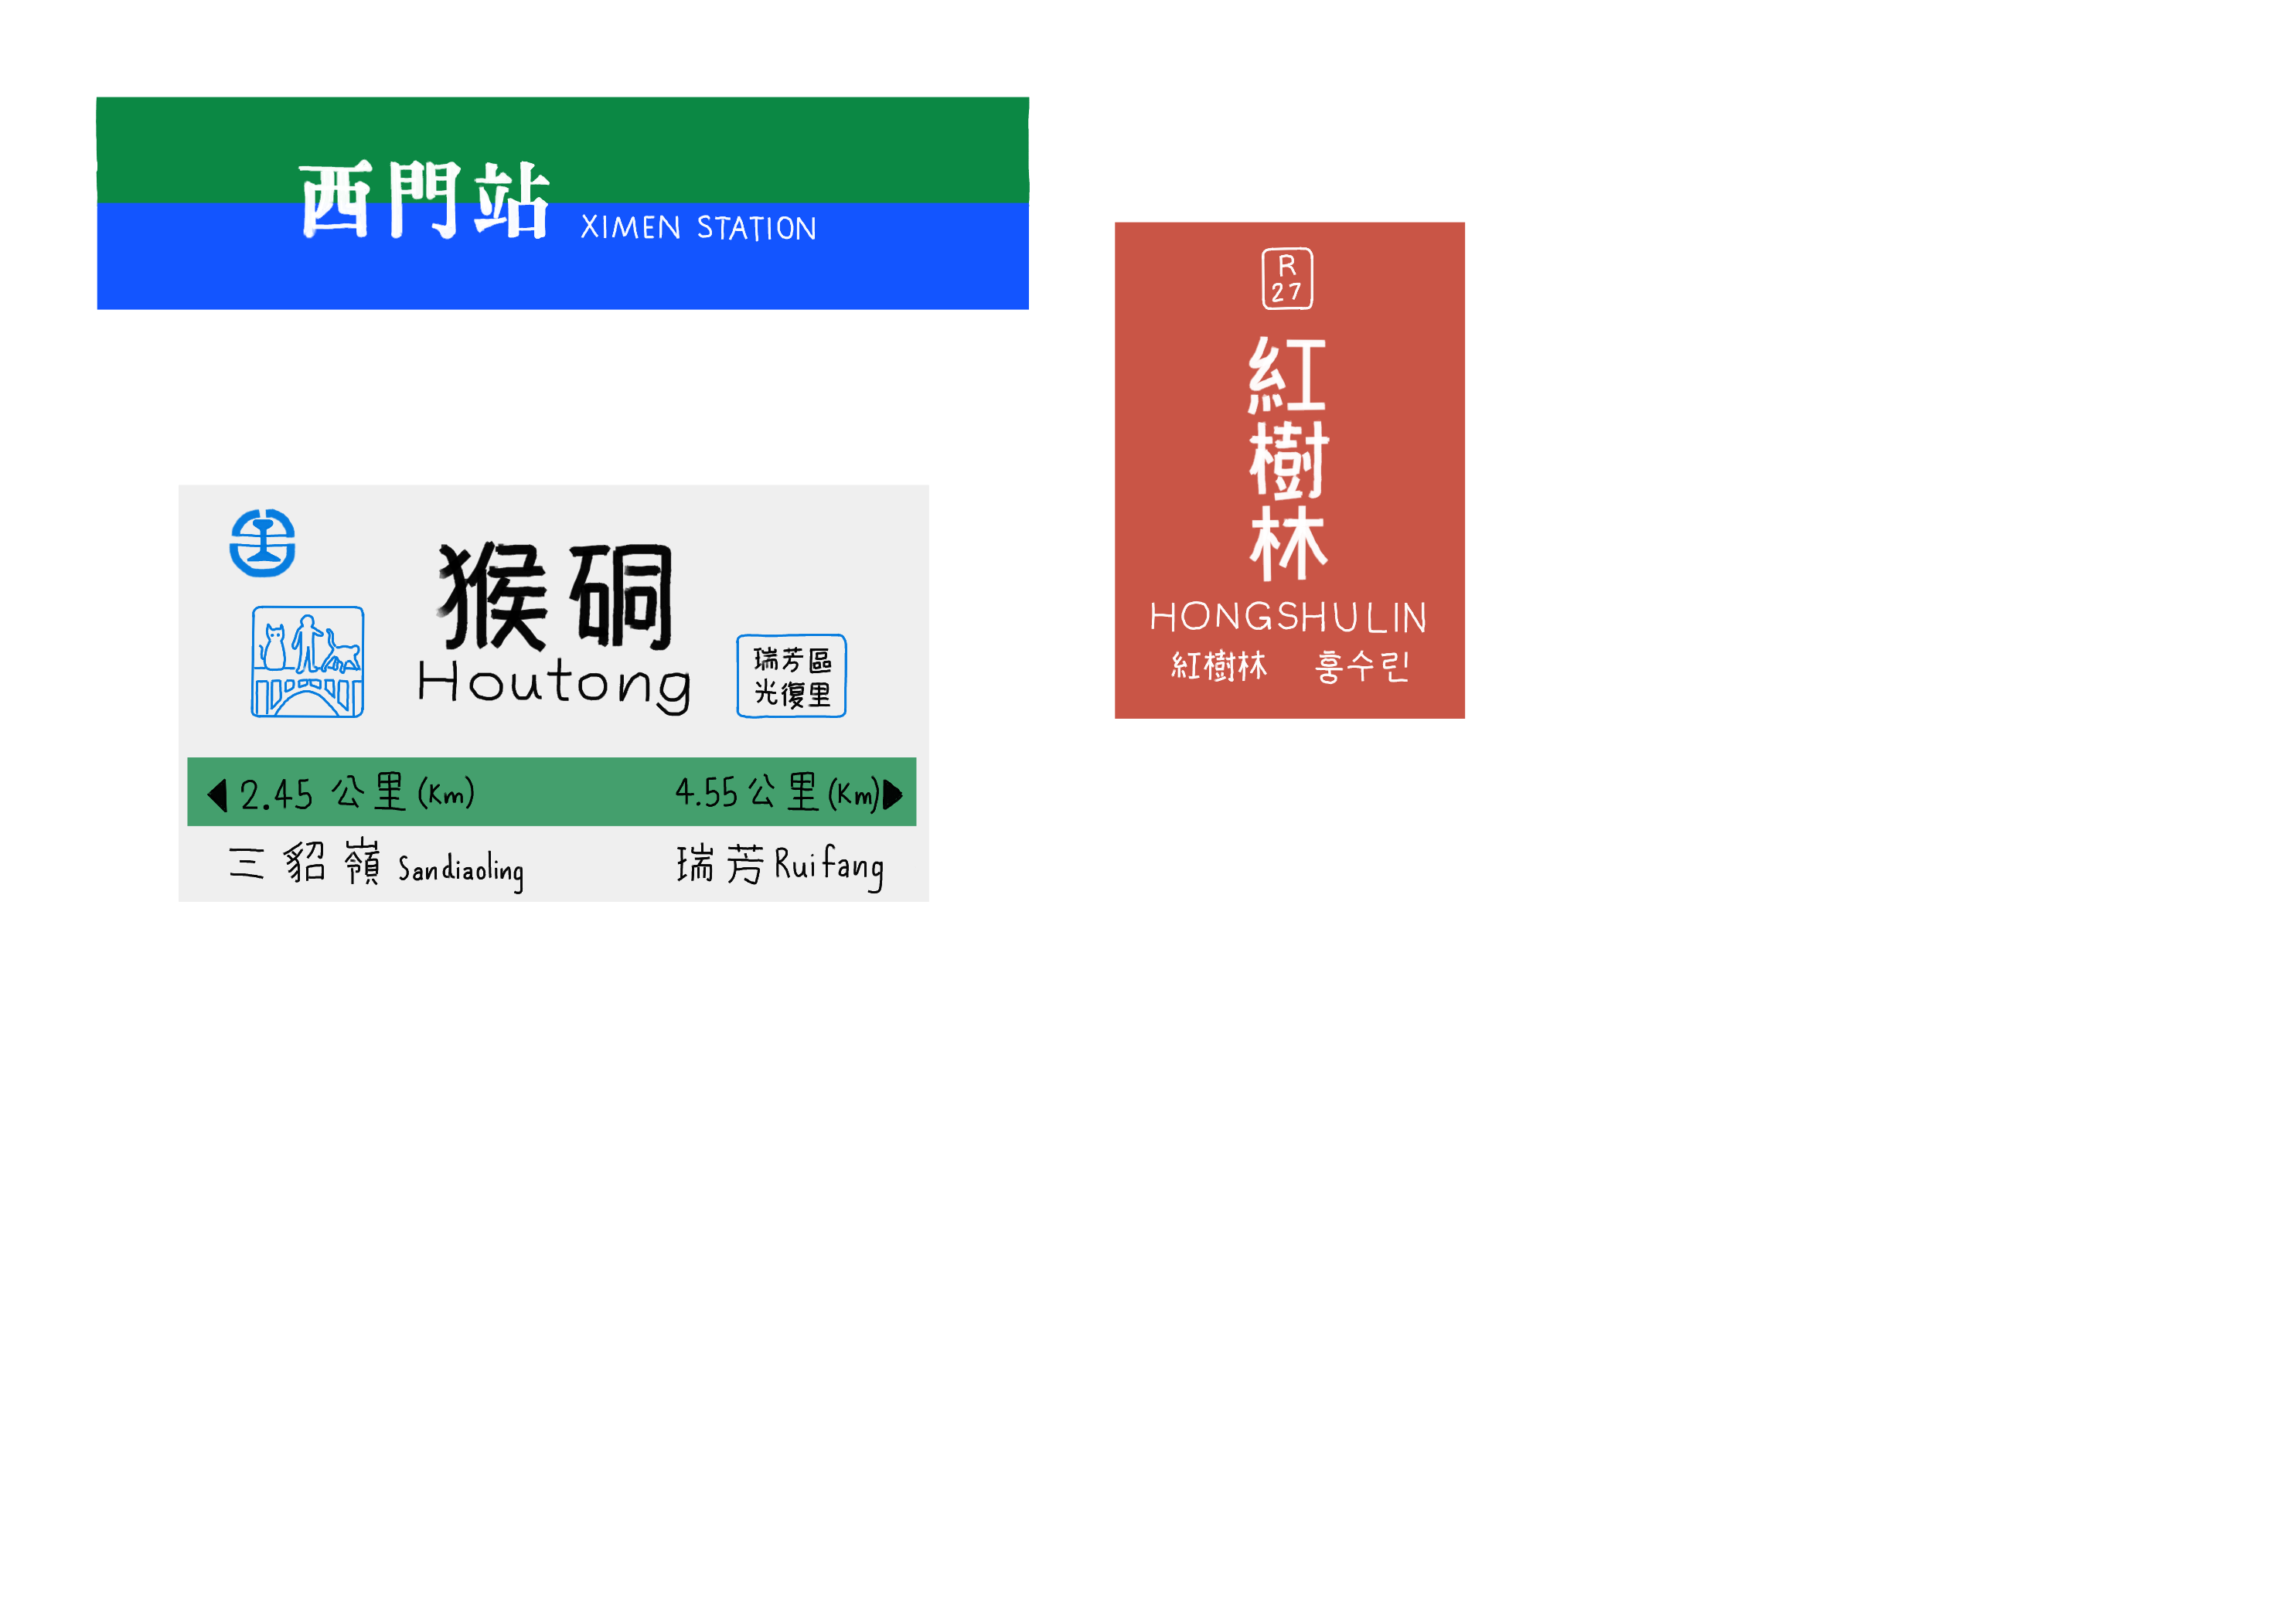 西門站
XIMEN STATION
R
27
紅樹林
HONGSHULIN
紅樹林 홍수린
猴硐
Houtong
瑞芳區
光復里
2.45 公里(Km)
4.55公里(Km)
三貂嶺 Sandiaoling
瑞芳 Ruifang